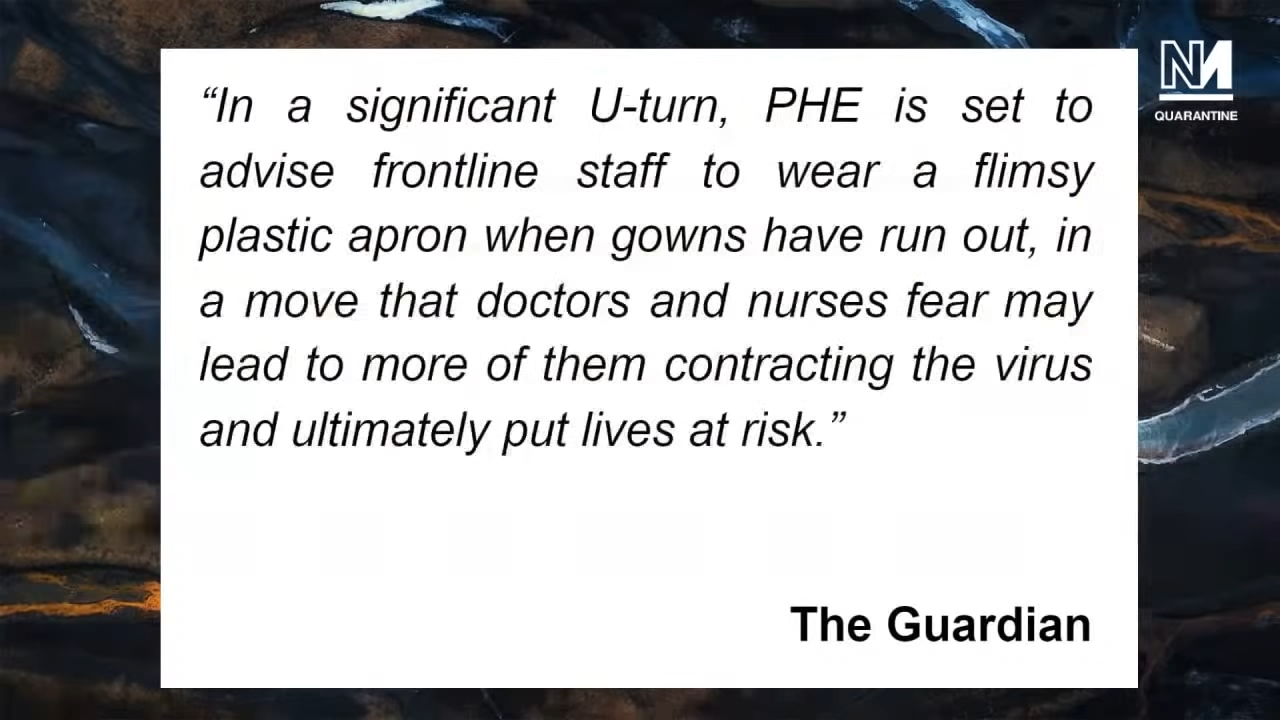 “In a significant U-turn, PHE is set to
advise frontline staff to wear a flimsy
plastic apron when gowns have run out, in
a move that doctors and nurses fear may
lead to more of them contracting the virus
and ultimately put lives at risk.”
The Guardian
NM
QUARANTINE